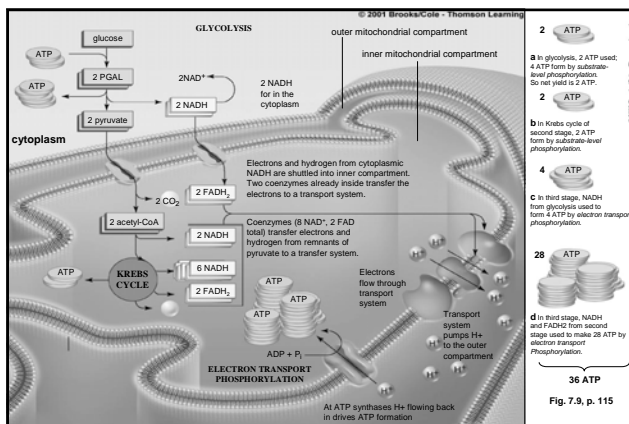 © 2001 Brooks/Cole - Thomson Learning
GLYCOLYSIS
glucose
ATP
2 PGAL
ATP
2NAD+
2 NADH
2 NADH
for in the
cytoplasm
2 pyruvate
cytoplasm
outer mitrochondrial compartment
inner mitrochondrial compartment
Electrons and hydrogen from cytoplasmic
NADH are shuttled into inner compartment.
Two coenzymes already inside transfer the
electrons to a transport system.
2 CO2
2 FADH2
2 acetyl-CoA
2 NADH
Coenzymes (8 NAD+, 2 FAD
total) transfer electrons and
hydrogen from remnants of
pyruvate to a transfer system.
6 NADH
KREBS
CYCLE
ATP
2 FADH2
ATP
ATP
ATP
ADP + Pi
ELECTRON TRANSPORT
PHOSPHORYLATION
Electrons
flow through
transport
system
H+
H+
H+
H+
H+
H+
Transport
system
pumps H+
to the outer
compartment
H+
H+
At ATP synthases H+ flowing back
in drives ATP formation
2 ATP
a In glycolysis, 2 ATP used;
4 ATP form by substrate-
level phosphorylation.
So net yield is 2 ATP.
2 ATP
b In Krebs cycle of
second stage, 2 ATP
form by substrate-level
phosphorylation.
4 ATP
c In third stage, NADH
from glycolysis used to
form 4 ATP by electron transport
phosphorylation.
28
ATP
ATP
ATP
d In third stage, NADH
and FADH2 from second
stage used to make 28 ATP by
electron transport
Phosphorylation.
36 ATP
Fig. 7.9, p. 115